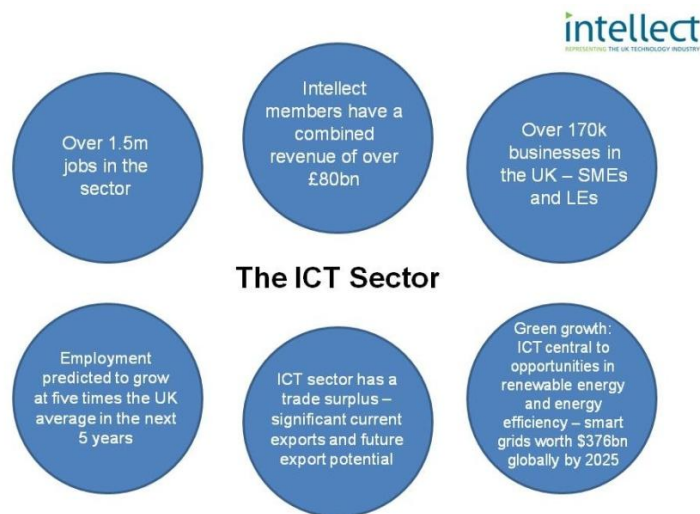 intellect
REPRESENTING THE UK TECHNOLOGY INDUSTRY
Over 1.5m
jobs in the
sector
Intellect
members have a
combined
revenue of over
£80bn
Over 170k
businesses in
the UK – SMEs
and LEs
The ICT Sector
Employment
predicted to grow
at five times the UK
average in the next
5 years
ICT sector has a
trade surplus –
significant current
exports and future
export potential
Green growth:
ICT central to
opportunities in
renewable energy
and energy
efficiency – smart
grids worth $376bn
globally by 2025